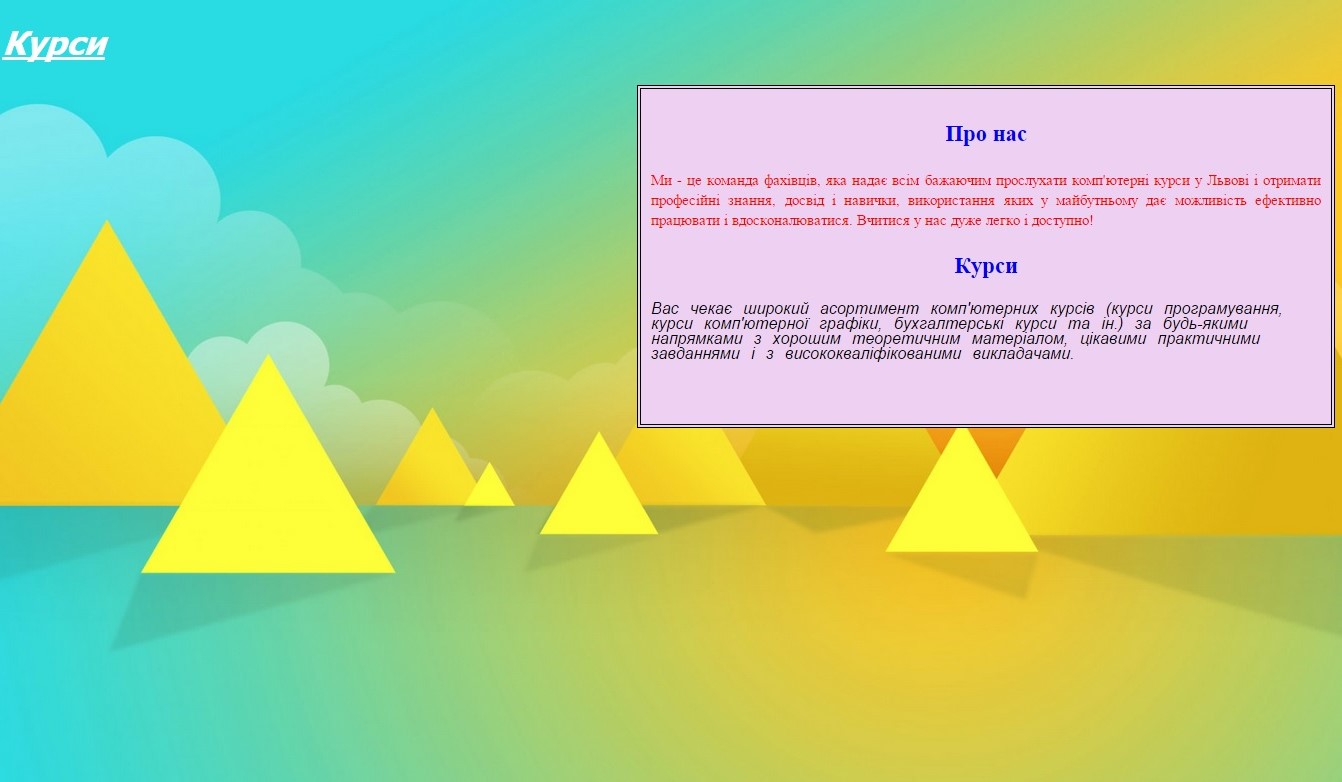 Курси
Про нас
Ми - це команда фахівців, яка надає всім бажаючим прослухати комп'ютерні курси у Львові і отримати
професійні знання, досвід і навички, використання яких у майбутньому дає можливість ефективно
працювати і вдосконалюватися. Вчитися у нас дуже легко і доступно!
Курси
Вас чекає широкий асортимент комп'ютерних курсів (курси програмування,
курси комп'ютерної графіки, бухгалтерські курси та ін.) за будь-якими
напрямками з хорошим теоретичним матеріалом, цікавими практичними
завданнями і з висококваліфікованими викладачами.